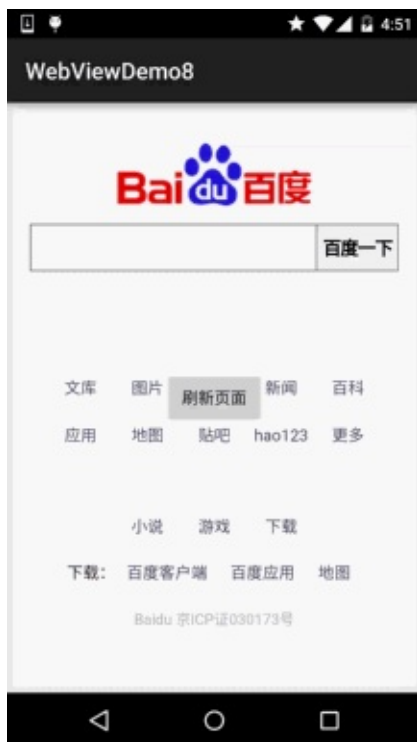 4:51
WebViewDemo8
Bai du 百度
百度一下
文库 图片 刷新页面 新闻 百科
应用 地图 贴吧 hao123 更多
小说 游戏 下载
下载: 百度客户端 百度应用 地图
Baidu 京ICP证030173号